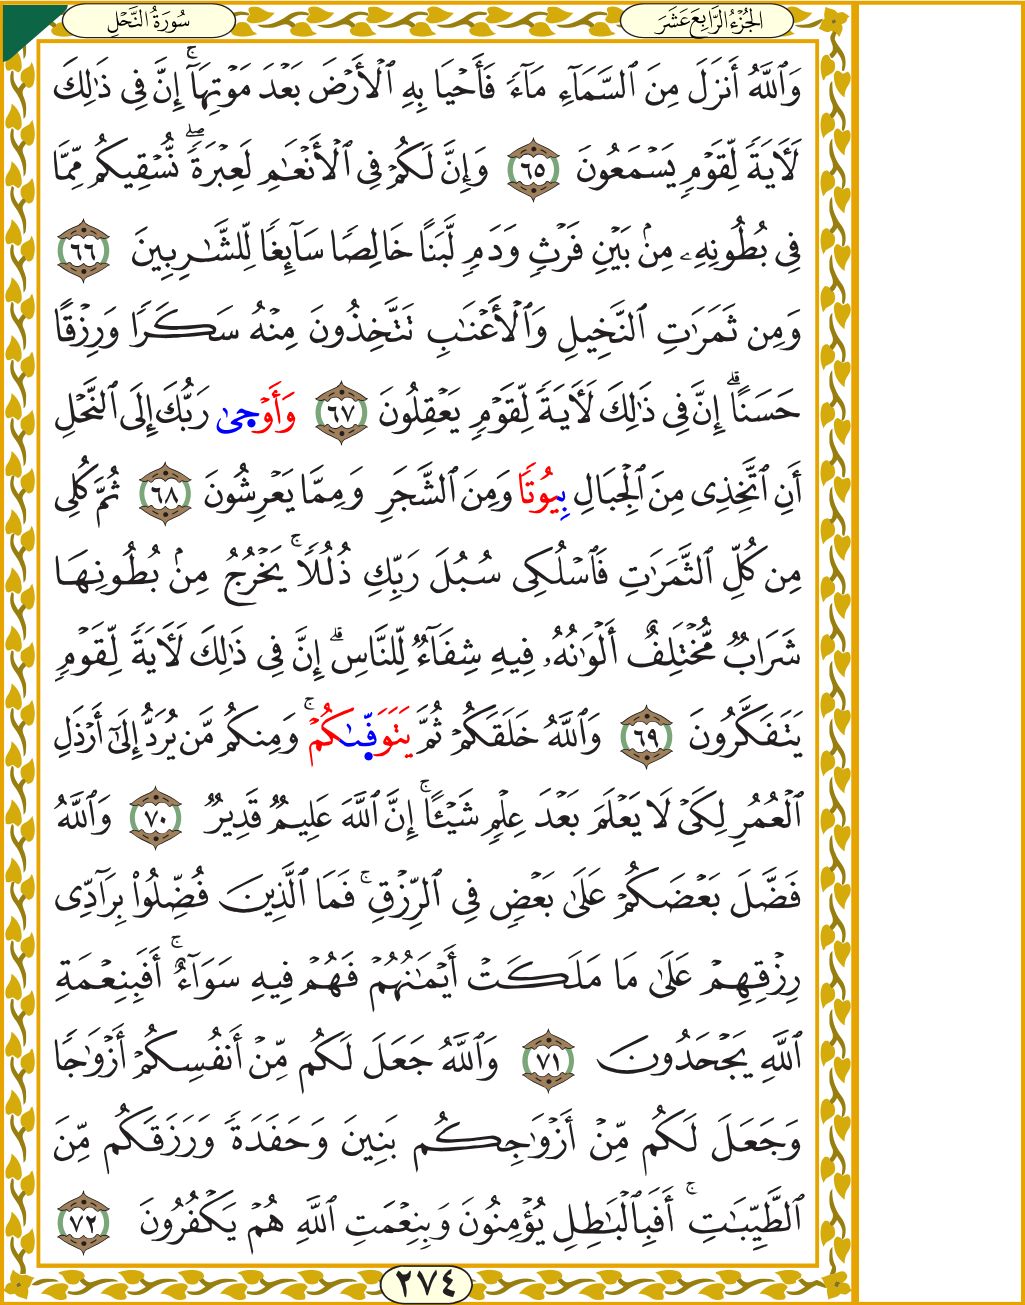 سُورَةُ النَّحْلِ
الجُزْءُ الرَّابِعَ عَشَرَ
وَٱللَّهُ أَنزَلَ مِنَ ٱلسَّمَآءِ مَآءٗ فَأَحۡيَا بِهِ ٱلۡأَرۡضَ بَعۡدَ مَوۡتِهَآۚ إِنَّ فِي ذَٰلِكَ
لَأٓيَةٗ لِّقَوۡمٖ يَسۡمَعُونَ ٦٥ وَإِنَّ لَكُمۡ فِي ٱلۡأَنۡعَٰمِ لَعِبۡرَةٗۖ نُّسۡقِيكُم مِّمَّا
فِي بُطُونِهِۦ مِنۢ بَيۡنِ فَرۡثٖ وَدَمٖ لَّبَنًا خَالِصٗا سَآئِغٗا لِّلشَّٰرِبِينَ ٦٦
وَمِن ثَمَرَٰتِ ٱلنَّخِيلِ وَٱلۡأَعۡنَٰبِ تَتَّخِذُونَ مِنۡهُ سَكَرٗا وَرِزۡقًا
حَسَنًاۗ إِنَّ فِي ذَٰلِكَ لَأٓيَةٗ لِّقَوۡمٖ يَعۡقِلُونَ ٦٧ وَأَوۡحَىٰ رَبُّكَ إِلَى ٱلنَّحۡلِ
أَنِ ٱتَّخِذِي مِنَ ٱلۡجِبَالِ بِيُوتٗا وَمِنَ ٱلشَّجَرِ وَمِمَّا يَعۡرِشُونَ ٦٨ ثُمَّ كُلِي
مِن كُلِّ ٱلثَّمَرَٰتِ فَٱسۡلُكِي سُبُلَ رَبِّكِ ذُلُلٗاۚ يَخۡرُجُ مِنۢ بُطُونِهَا
شَرَابٞ مُّخۡتَلِفٌ أَلۡوَٰنُهُۥ فِيهِ شِفَآءٞ لِّلنَّاسِۗ إِنَّ فِي ذَٰلِكَ لَأٓيَةٗ لِّقَوۡمٖ
يَتَفَكَّرُونَ ٦٩ وَٱللَّهُ خَلَقَكُمۡ ثُمَّ يَتَوَفَّىٰكُمۡۚ وَمِنكُم مَّن يُرَدُّ إِلَىٰٓ أَرۡذَلِ
ٱلۡعُمُرِ لِكَيۡ لَا يَعۡلَمَ بَعۡدَ عِلۡمٖ شَيۡـًٔاۚ إِنَّ ٱللَّهَ عَلِيمٞ قَدِيرٞ ٧٠ وَٱللَّهُ
فَضَّلَ بَعۡضَكُمۡ عَلَىٰ بَعۡضٖ فِي ٱلرِّزۡقِۚ فَمَا ٱلَّذِينَ فُضِّلُواْ بِرَآدِّي
رِزۡقِهِمۡ عَلَىٰ مَا مَلَكَتۡ أَيۡمَٰنُهُمۡ فَهُمۡ فِيهِ سَوَآءٌۚ أَفَبِنِعۡمَةِ
ٱللَّهِ يَجۡحَدُونَ ٧١ وَٱللَّهُ جَعَلَ لَكُم مِّنۡ أَنفُسِكُمۡ أَزۡوَٰجٗا
وَجَعَلَ لَكُم مِّنۡ أَزۡوَٰجِكُم بَنِينَ وَحَفَدَةٗ وَرَزَقَكُم مِّنَ
ٱلطَّيِّبَٰتِۚ أَفَبِٱلۡبَٰطِلِ يُؤۡمِنُونَ وَبِنِعۡمَتِ ٱللَّهِ هُمۡ يَكۡفُرُونَ ٧٢
٢٧٤